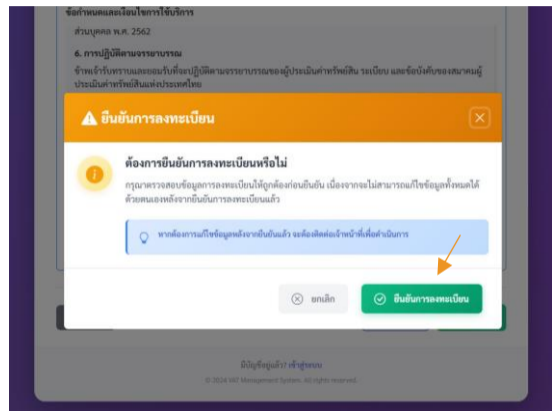 ข้อกำหนดและเงื่อนไขการใช้บริการ
ส่วนบุคคล พ.ศ. 2562
6. การปฏิบัติตามจรรยาบรรณ
ข้าพเจ้ารับทราบและยอมรับที่จะปฏิบัติตามจรรยาบรรณของผู้ประเมินค่าทรัพย์สิน ระเบียบ และข้อบังคับของสมาคมผู้
ประเมินค่าทรัพย์สินแห่งประเทศไทย
ยืนยันการลงทะเบียน
ต้องการยืนยันการลงทะเบียนหรือไม่
กรุณาตรวจสอบข้อมูลการลงทะเบียนให้ถูกต้องก่อนยืนยัน เนื่องจากจะไม่สามารถแก้ไขข้อมูลทั้งหมดได้
ด้วยตนเองหลังจากยืนยันการลงทะเบียนแล้ว
หากต้องการแก้ไขข้อมูลหลังจากยืนยันแล้ว จะต้องติดต่อเจ้าหน้าที่เพื่อดำเนินการ
ยกเลิก
ยืนยันการลงทะเบียน
มีบัญชีอยู่แล้ว? เข้าสู่ระบบ
© 2024 VAT Management System. All rights reserved.